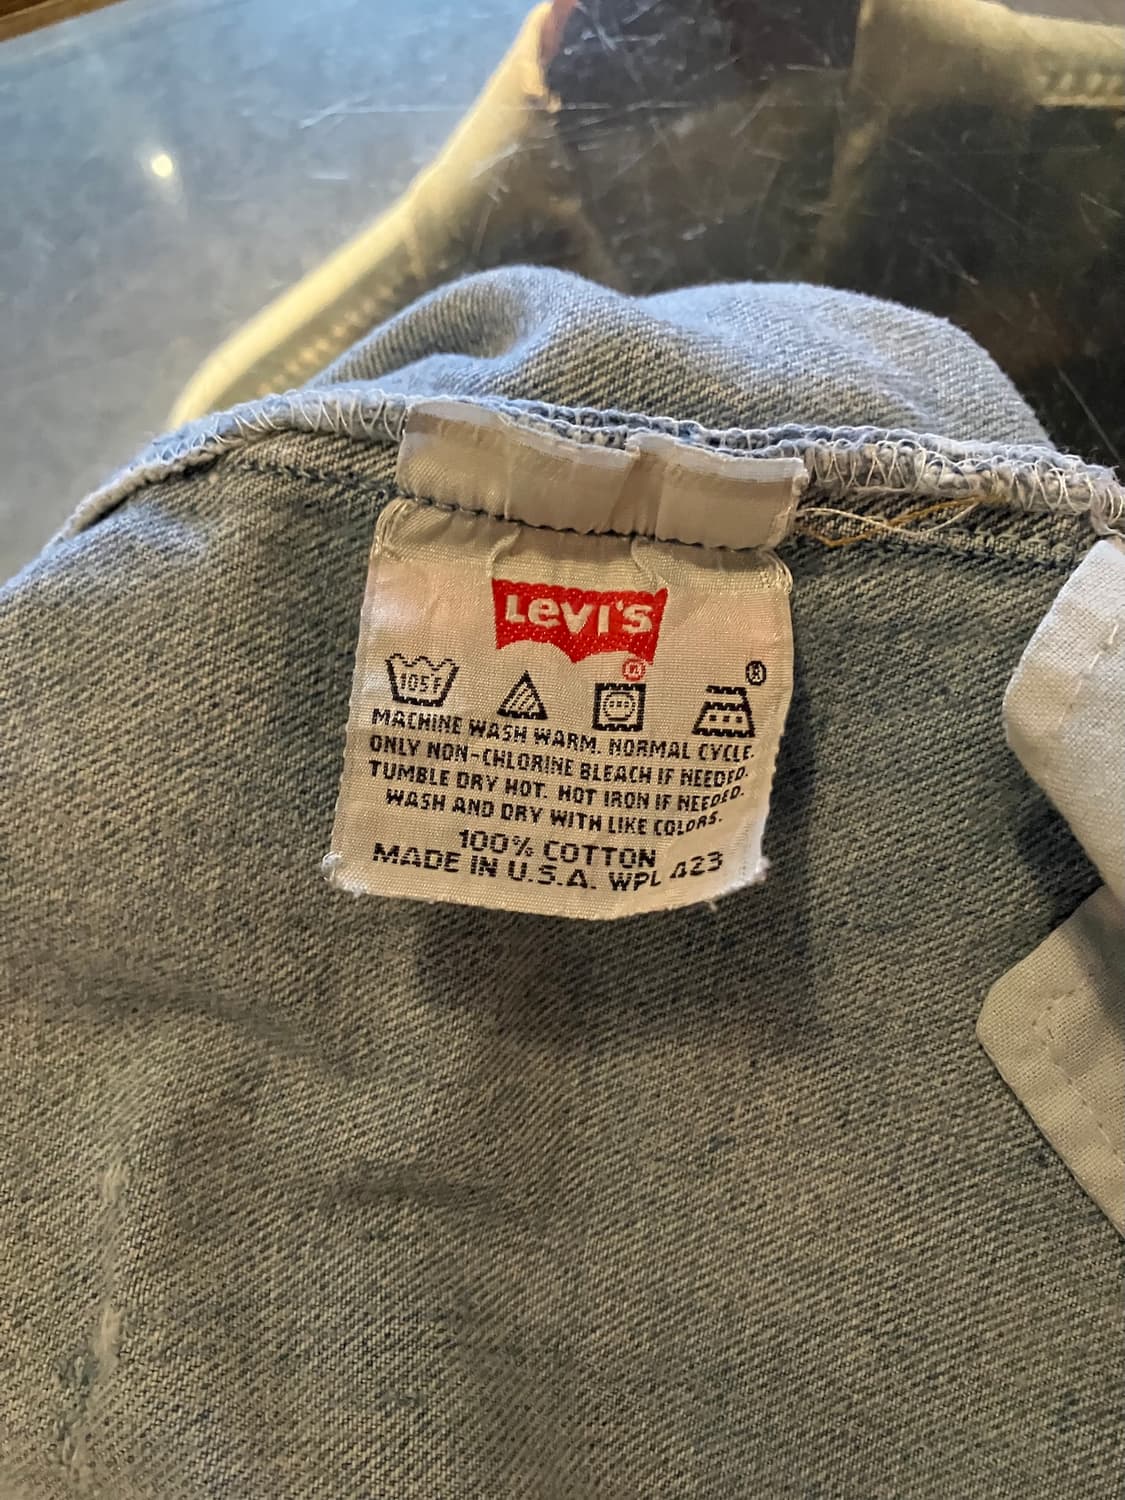 Levi's
®
®
105°F
MACHINE WASH WARM. NORMAL CYCLE.
ONLY NON-CHLORINE BLEACH IF NEEDED.
TUMBLE DRY HOT. HOT IRON IF NEEDED.
WASH AND DRY WITH LIKE COLORS.
100% COTTON
MADE IN U.S.A. WPL 423